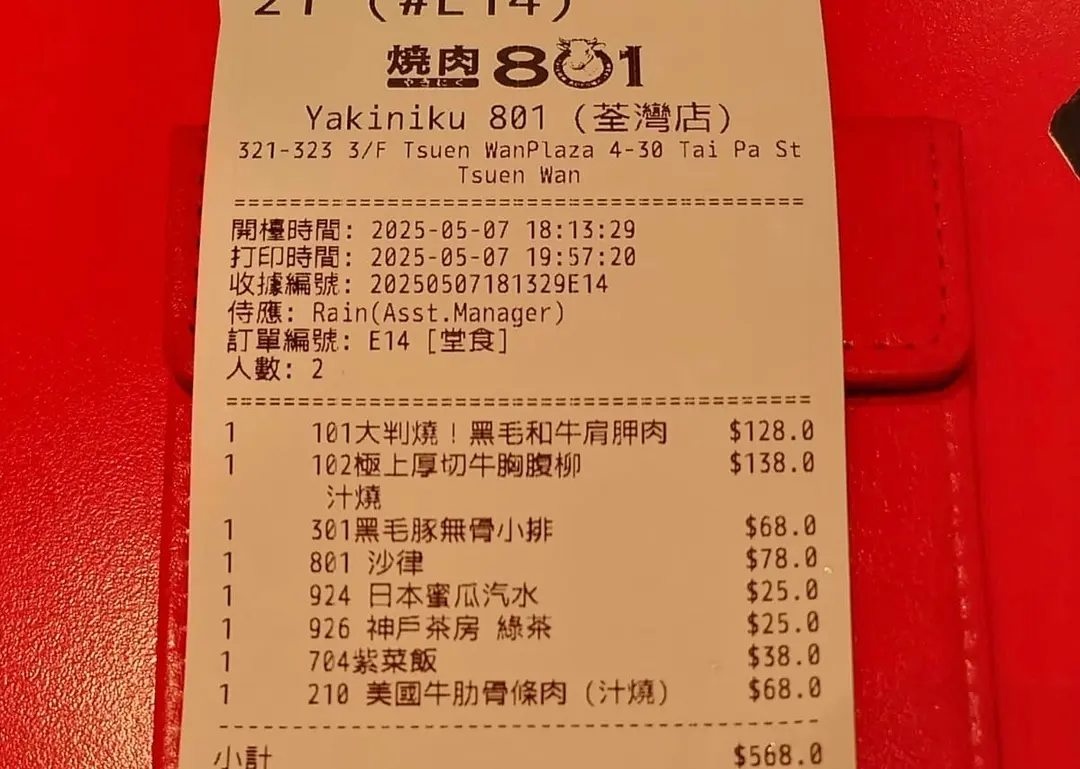 燒肉 801
やきにく
Yakiniku 801 (荃灣店)
321-323 3/F Tsuen WanPlaza 4-30 Tai Pa St
Tsuen Wan
開檯時間: 2025-05-07 18:13:29
打印時間: 2025-05-07 19:57:20
收據編號: 20250507181329E14
侍應: Rain(Asst.Manager)
訂單編號: E14 [堂食]
人數: 2
1 101大判燒！黑毛和牛肩胛肉 $128.0
1 102極上厚切牛胸腹柳 $138.0
汁燒
1 301黑毛豚無骨小排 $68.0
1 801 沙律 $78.0
1 924 日本蜜瓜汽水 $25.0
1 926 神戶茶房 綠茶 $25.0
1 704紫菜飯 $38.0
1 210 美國牛肋骨條肉 (汁燒) $68.0
小計 $568.0